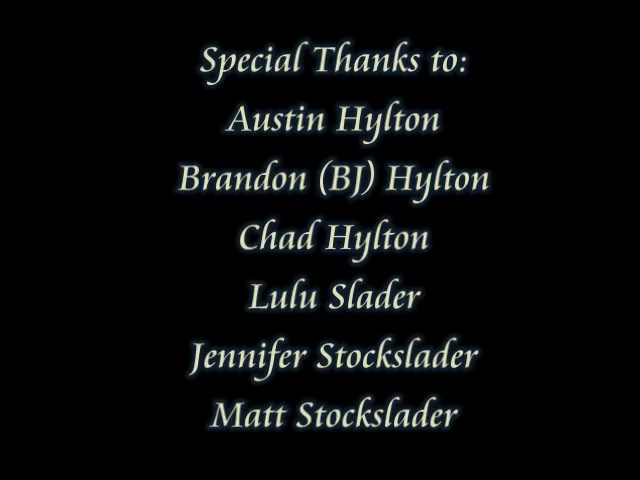 Special Thanks to:
Austin Hylton
Brandon (BJ) Hylton
Chad Hylton
Lulu Slader
Jennifer Stockslader
Matt Stockslader